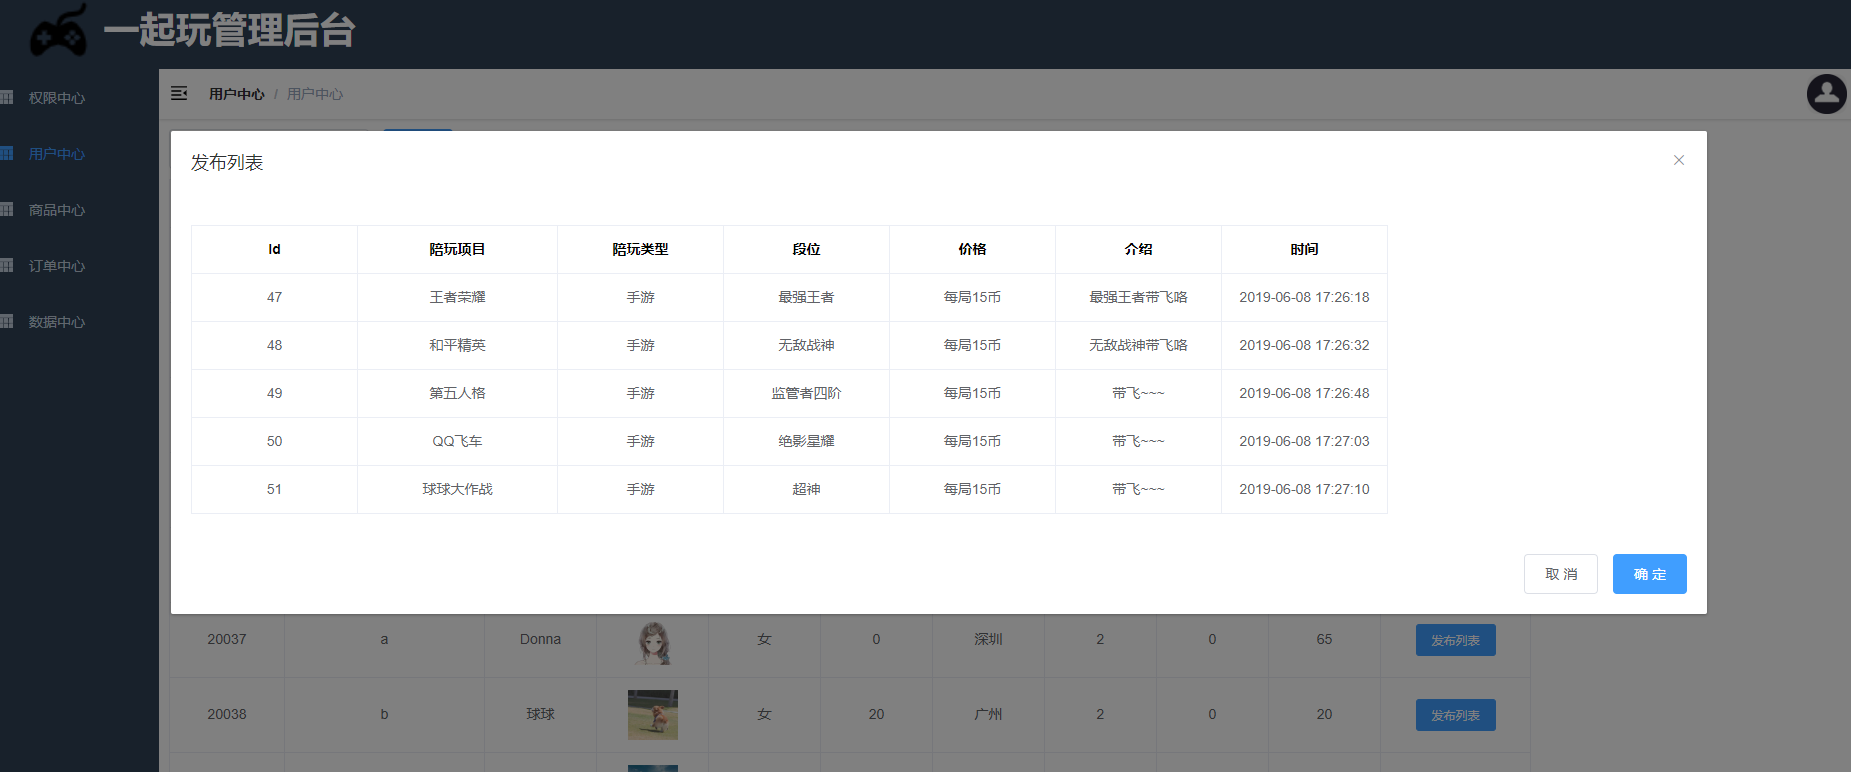 一起玩管理后台
权限中心
用户中心
商品中心
订单中心
数据中心
用户中心 / 用户中心
发布列表
Id 陪玩项目 陪玩类型 段位 价格 介绍 时间
47 王者荣耀 手游 最强王者 每局15币 最强王者带飞咯 2019-06-08 17:26:18
48 和平精英 手游 无敌战神 每局15币 无敌战神带飞咯 2019-06-08 17:26:32
49 第五人格 手游 监管者四阶 每局15币 带飞~~~ 2019-06-08 17:26:48
50 QQ飞车 手游 绝影星耀 每局15币 带飞~~~ 2019-06-08 17:27:03
51 球球大作战 手游 超神 每局15币 带飞~~~ 2019-06-08 17:27:10
取 消 确 定
20037 a Donna 女 0 深圳 2 0 65 发布列表
20038 b 球球 女 20 广州 2 0 20 发布列表